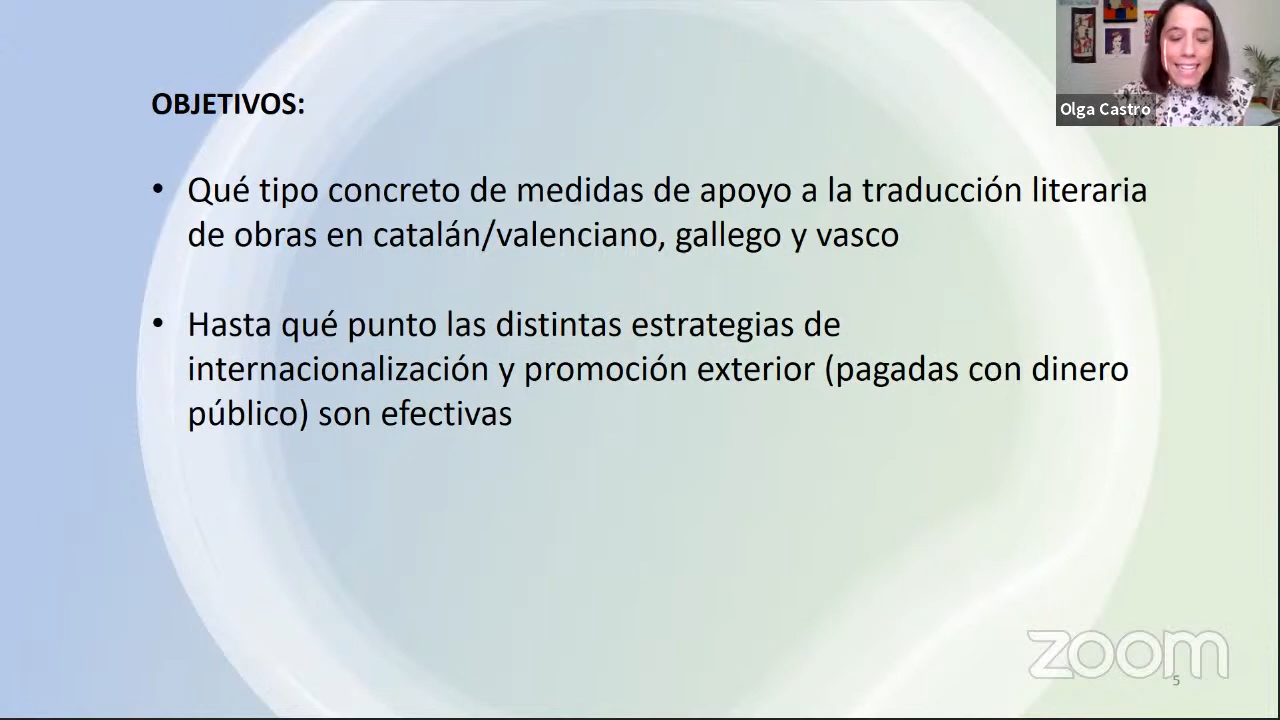 OBJETIVOS:
• Qué tipo concreto de medidas de apoyo a la traducción literaria
de obras en catalán/valenciano, gallego y vasco
• Hasta qué punto las distintas estrategias de
internacionalización y promoción exterior (pagadas con dinero
público) son efectivas
Olga Castro
zoom
5